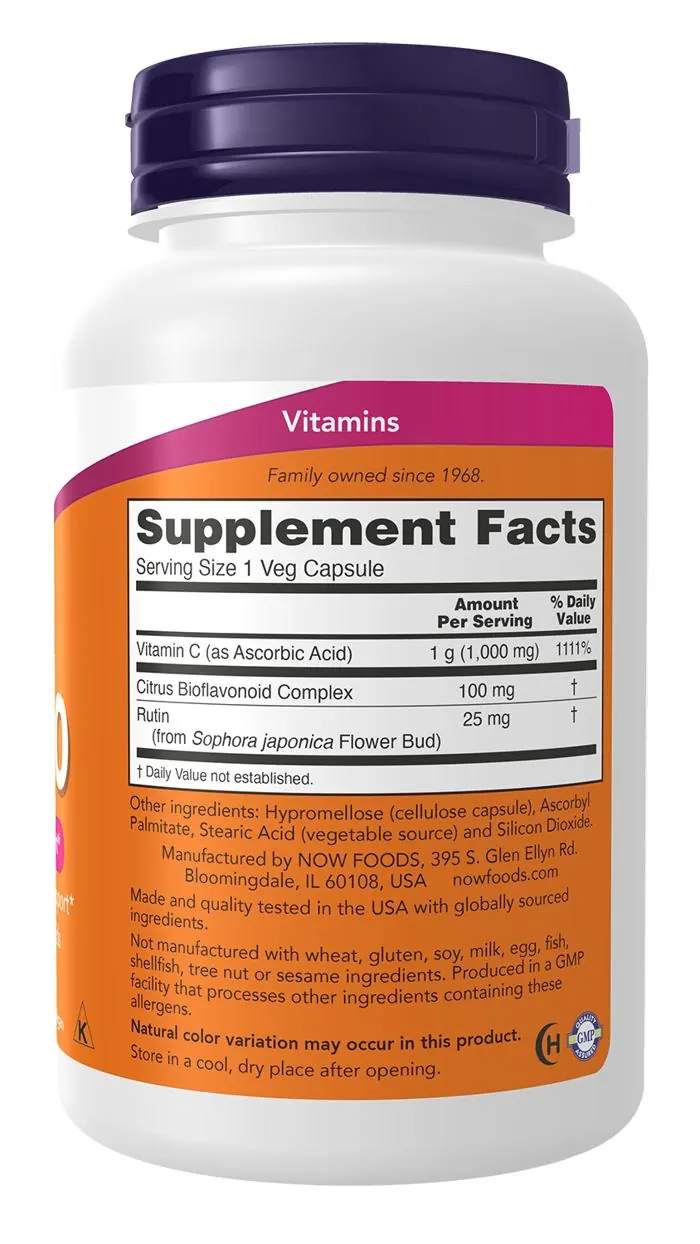 Vitamins
Family owned since 1968.
Supplement Facts
Serving Size 1 Veg Capsule
Amount Per Serving % Daily Value
Vitamin C (as Ascorbic Acid) 1 g (1,000 mg) 1111%
Citrus Bioflavonoid Complex 100 mg †
Rutin 25 mg †
(from Sophora japonica Flower Bud)
† Daily Value not established.
Other ingredients: Hypromellose (cellulose capsule), Ascorbyl
Palmitate, Stearic Acid (vegetable source) and Silicon Dioxide.
Manufactured by NOW FOODS, 395 S. Glen Ellyn Rd.
Bloomingdale, IL 60108, USA nowfoods.com
Made and quality tested in the USA with globally sourced
ingredients.
Not manufactured with wheat, gluten, soy, milk, egg, fish,
shellfish, tree nut or sesame ingredients. Produced in a GMP
facility that processes other ingredients containing these
allergens.
Natural color variation may occur in this product.
Store in a cool, dry place after opening.
K
H
QUALITY
GMP
ASSURED